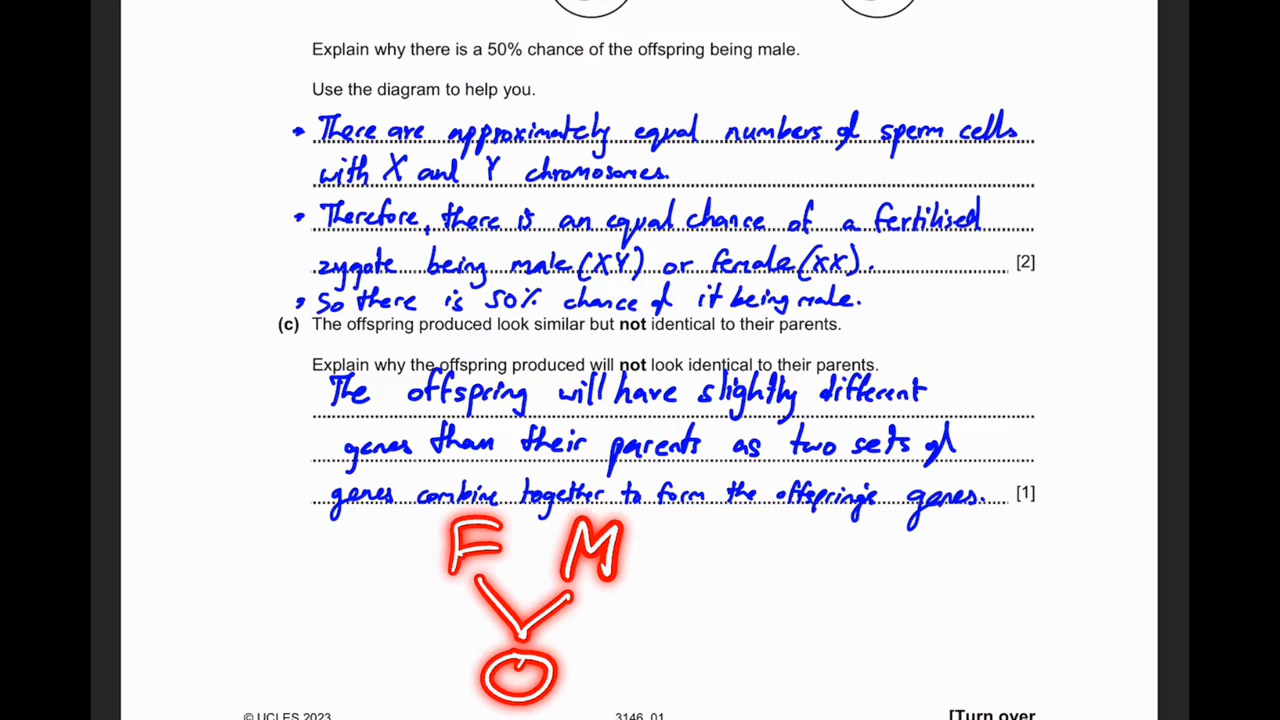 Explain why there is a 50% chance of the offspring being male.
Use the diagram to help you.
• There are approximately equal numbers of sperm cells
with X and Y chromosomes.
• Therefore, there is an equal chance of a fertilised
zygote being male (XY) or female (XX). [2]
• So there is 50% chance of it being male.
(c) The offspring produced look similar but not identical to their parents.
Explain why the offspring produced will not look identical to their parents.
The offspring will have slightly different
genes than their parents as two sets of
genes combine together to form the offspring's genes. [1]
F M
O
© UCLES 2023 3146_01 [Turn over